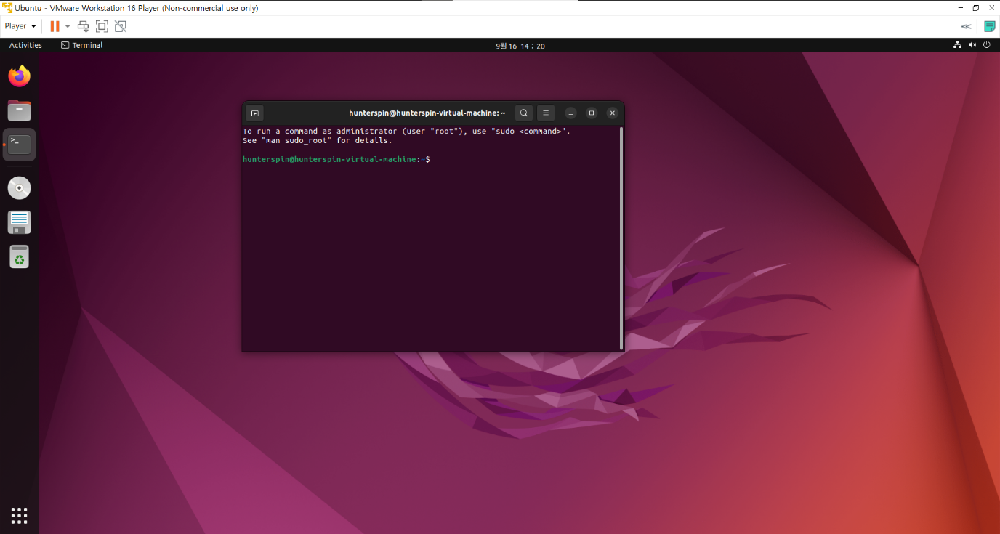 Ubuntu - VMware Workstation 16 Player (Non-commercial use only)
Player
Activities
Terminal
9월 16 14 : 20
hunterspin@hunterspin-virtual-machine: ~
To run a command as administrator (user "root"), use "sudo <command>".
See "man sudo_root" for details.
hunterspin@hunterspin-virtual-machine:~$